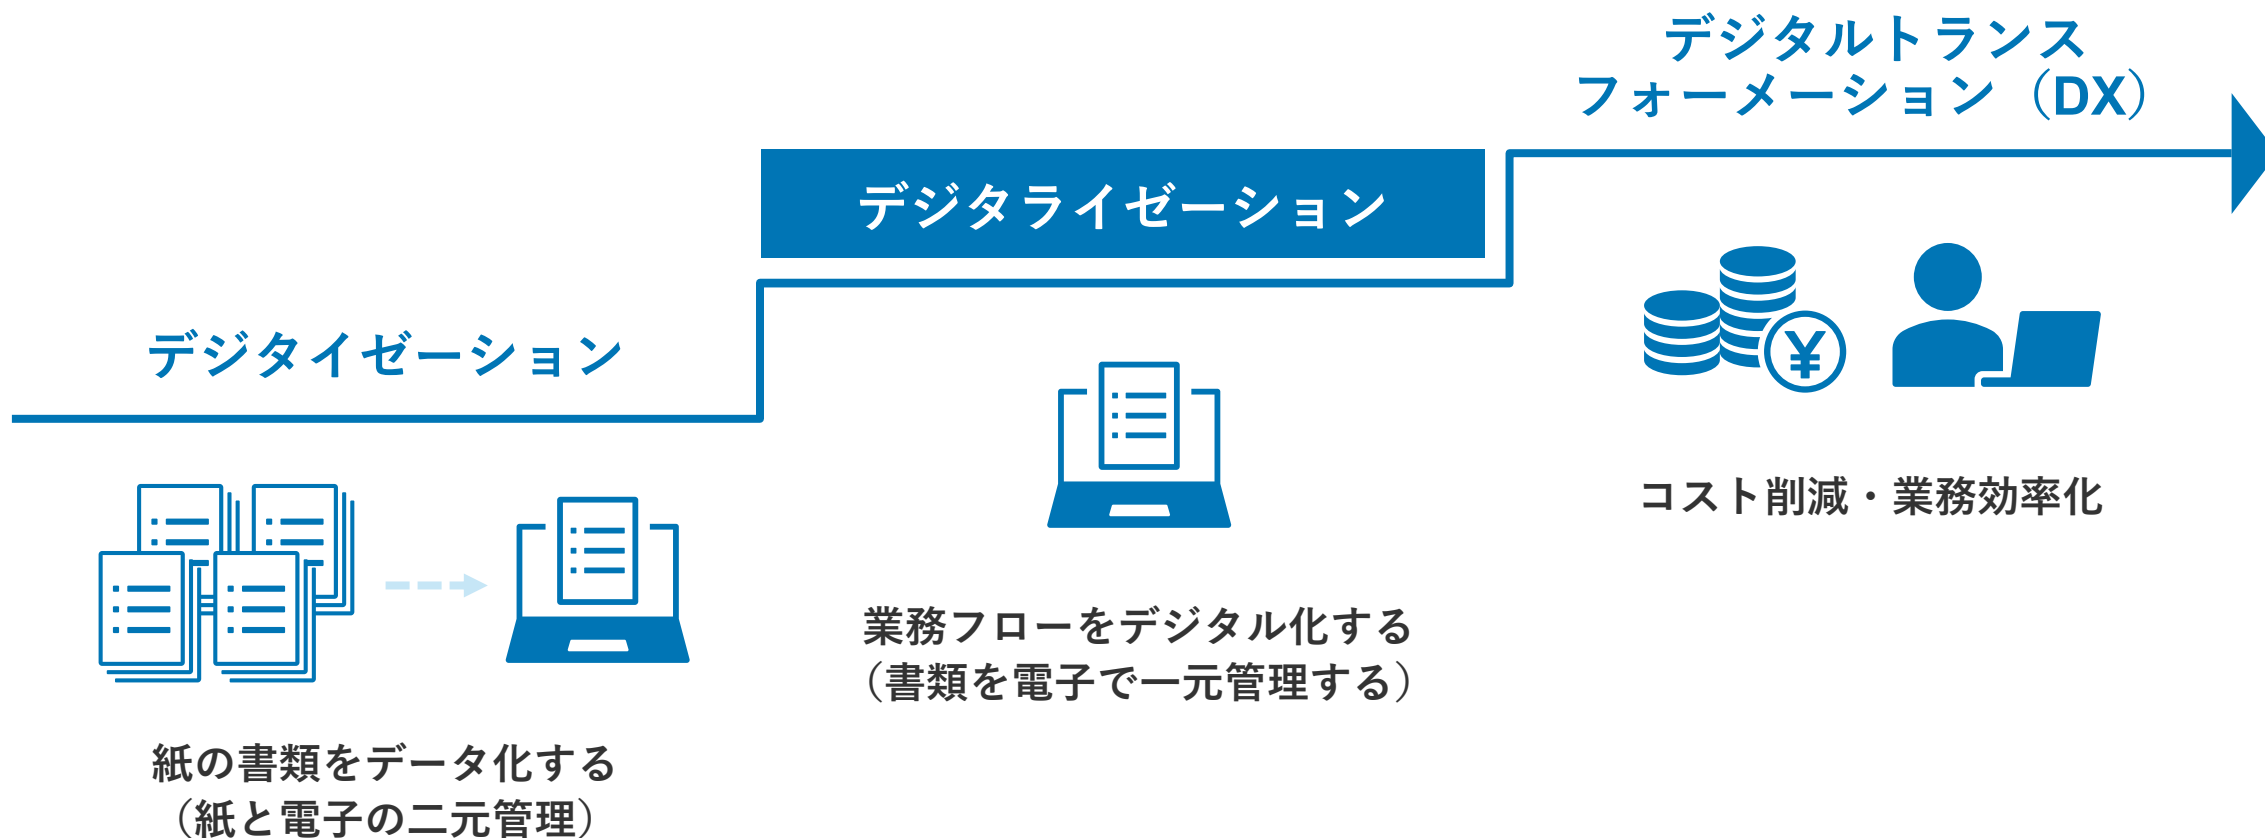 デジタイゼーション
紙の書類をデータ化する
（紙と電子の二元管理）
デジタライゼーション
業務フローをデジタル化する
（書類を電子で一元管理する）
デジタルトランス
フォーメーション（DX）
¥
コスト削減・業務効率化